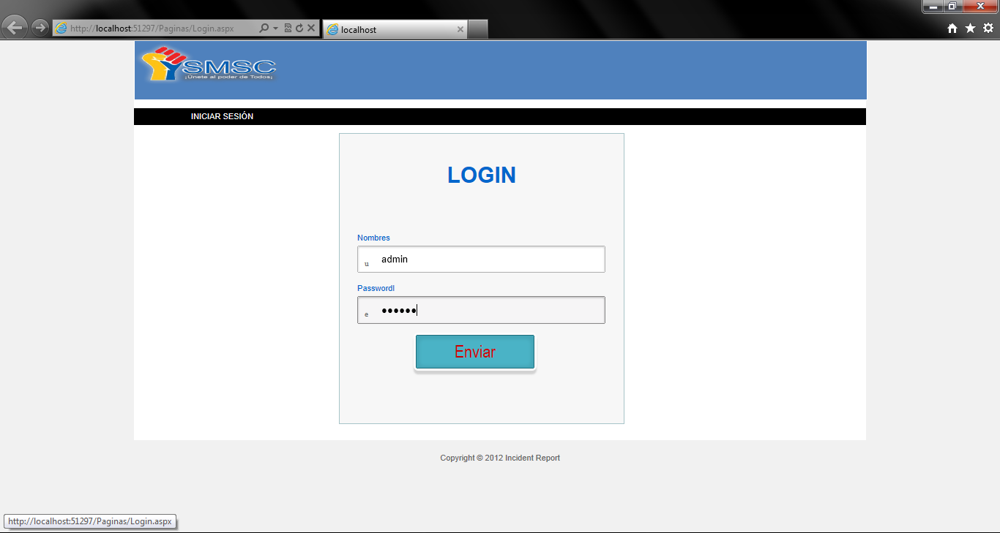 http://localhost:51297/Paginas/Login.aspx
localhost
SMSC
¡Únete al poder de Todos¡
INICIAR SESIÓN
LOGIN
Nombres
u admin
Passwordl
e ••••••
Enviar
Copyright © 2012 Incident Report
http://localhost:51297/Paginas/Login.aspx